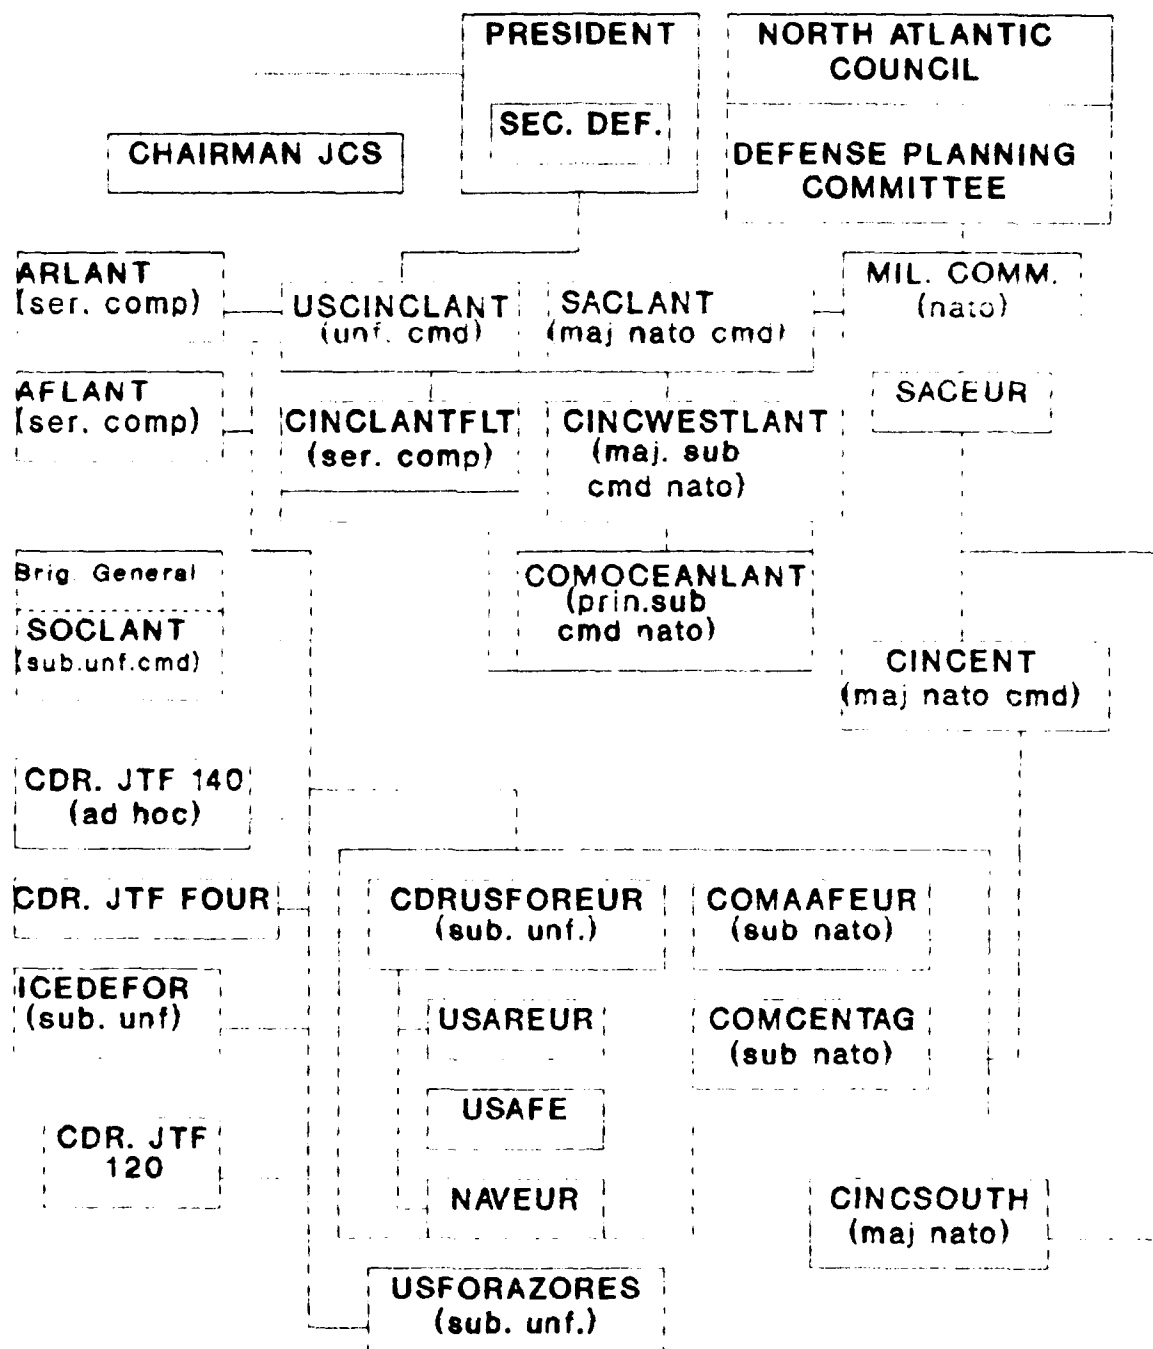 PRESIDENT
SEC. DEF.
NORTH ATLANTIC
COUNCIL
DEFENSE PLANNING
COMMITTEE
CHAIRMAN JCS
ARLANT
(ser. comp)
USCINCLANT
(unf. cmd)
SACLANT
(maj nato cmd)
MIL. COMM.
(nato)
AFLANT
(ser. comp)
CINCLANTFLT
(ser. comp)
CINCWESTLANT
(maj. sub
cmd nato)
SACEUR
Brig. General
SOCLANT
(sub.unf.cmd)
COMOCEANLANT
(prin.sub
cmd nato)
CINCENT
(maj nato cmd)
CDR. JTF 140
(ad hoc)
CDR. JTF FOUR
CDRUSFOREUR
(sub. unf.)
COMAAFEUR
(sub nato)
ICEDEFOR
(sub. unf)
USAREUR
COMCENTAG
(sub nato)
USAFE
CDR. JTF
120
NAVEUR
CINCSOUTH
(maj nato)
USFORAZORES
(sub. unf.)